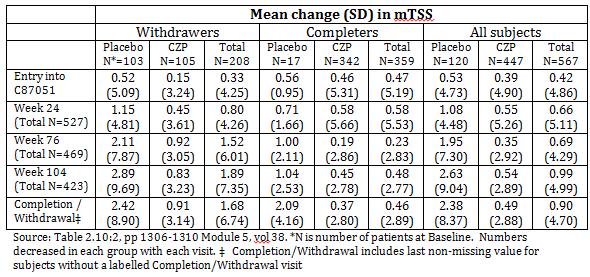 Mean change (SD) in mTSS
Withdrawers Completers All subjects
Placebo CZP Total Placebo CZP Total Placebo CZP Total
N*=103 N=105 N=208 N=17 N=342 N=359 N=120 N=447 N=567
Entry into 0.52 0.15 0.33 0.56 0.46 0.47 0.53 0.39 0.42
C87051 (5.09) (3.24) (4.25) (0.95) (5.31) (5.19) (4.73) (4.90) (4.86)
Week 24 1.15 0.45 0.80 0.71 0.58 0.58 1.08 0.55 0.66
(Total N=527) (4.81) (3.61) (4.26) (1.66) (5.66) (5.53) (4.48) (5.26) (5.11)
Week 76 2.11 0.92 1.52 1.00 0.19 0.23 1.95 0.35 0.69
(Total N=469) (7.87) (3.05) (6.01) (2.11) (2.86) (2.83) (7.30) (2.92) (4.29)
Week 104 2.89 0.83 1.89 1.04 0.45 0.48 2.63 0.54 0.99
(Total N=423) (9.69) (3.23) (7.35) (2.53) (2.78) (2.77) (9.04) (2.89) (4.99)
Completion / 2.42 0.91 1.68 2.09 0.37 0.46 2.38 0.49 0.90
Withdrawal‡ (8.90) (3.14) (6.74) (4.16) (2.80) (2.89) (8.37) (2.88) (4.70)
Source: Table 2.10:2, pp 1306-1310 Module 5, vol 38. *N is number of patients at Baseline. Numbers
decreased in each group with each visit. ‡ Completion/Withdrawal includes last non-missing value for
subjects without a labelled Completion/Withdrawal visit